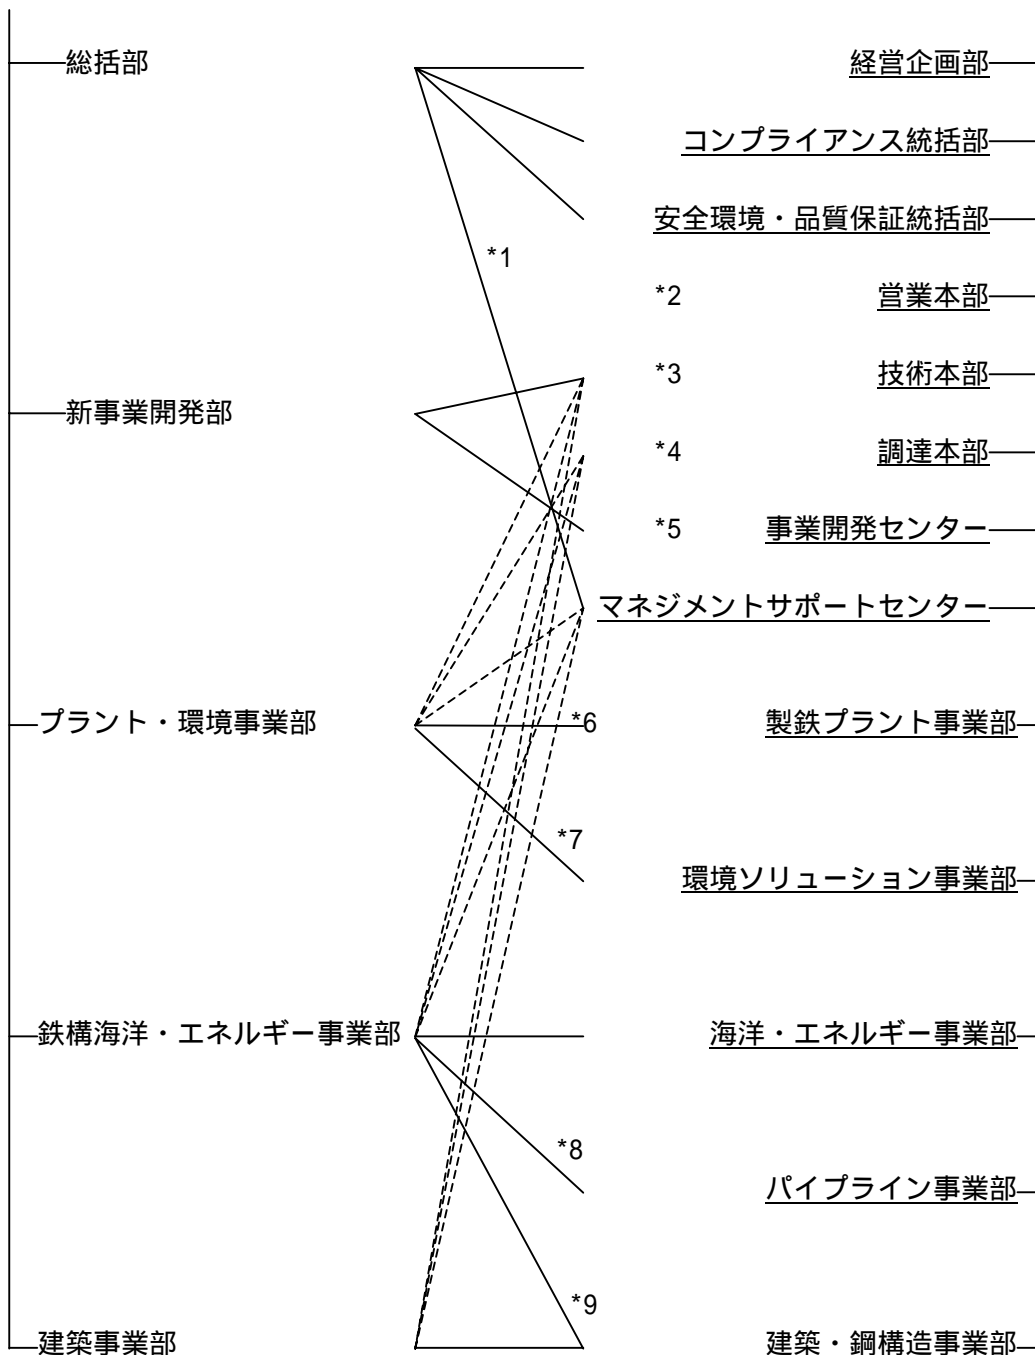 総括部 経営企画部
コンプライアンス統括部
安全環境・品質保証統括部
*1
*2 営業本部
*3 技術本部
新事業開発部
*4 調達本部
*5 事業開発センター
マネジメントサポートセンター
プラント・環境事業部 *6 製鉄プラント事業部
*7
環境ソリューション事業部
鉄構海洋・エネルギー事業部 海洋・エネルギー事業部
*8
パイプライン事業部
*9
建築事業部 建築・鋼構造事業部